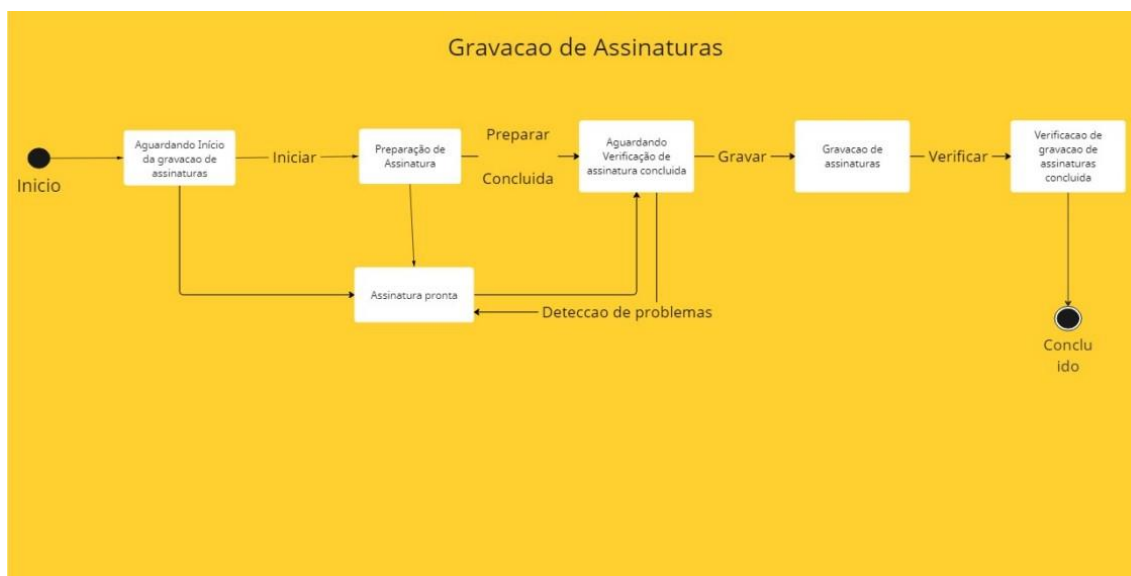 Gravacao de Assinaturas
Inicio
Aguardando Início
da gravacao de
assinaturas
Iniciar
Preparação de
Assinatura
Preparar
Concluida
Aguardando
Verificação de
assinatura concluida
Gravar
Gravacao de
assinaturas
Verificar
Verificacao de
gravacao de
assinaturas
concluida
Assinatura pronta
Deteccao de problemas
Conclu
ido